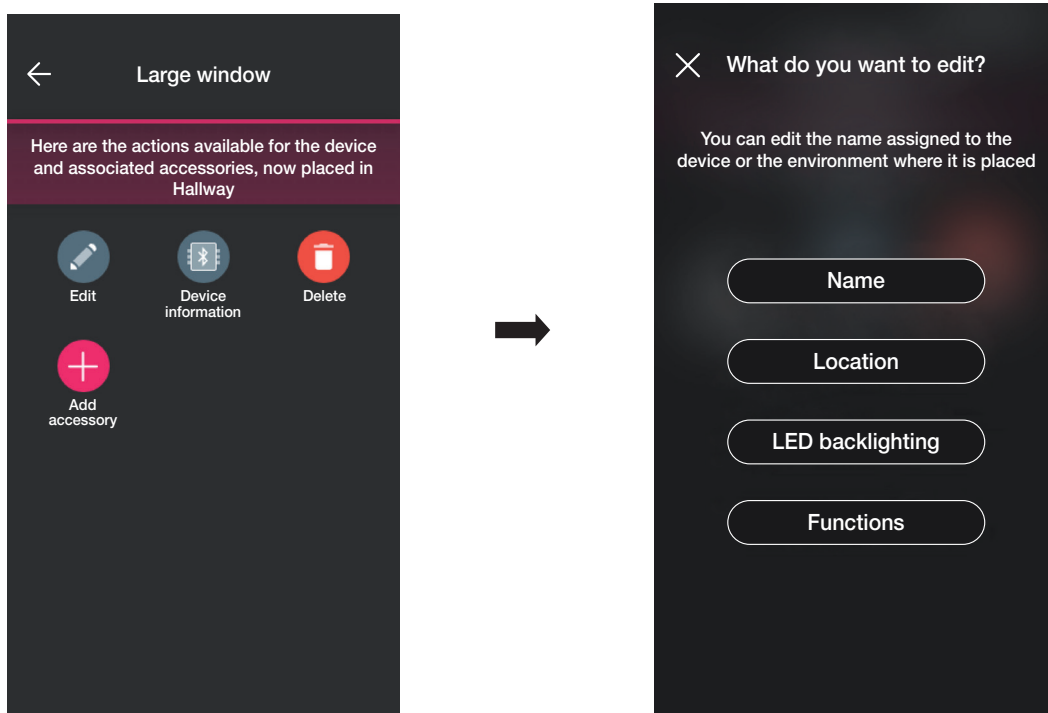 Large window
Here are the actions available for the device
and associated accessories, now placed in
Hallway
Edit
Device
information
Delete
Add
accessory
What do you want to edit?
You can edit the name assigned to the
device or the environment where it is placed
Name
Location
LED backlighting
Functions